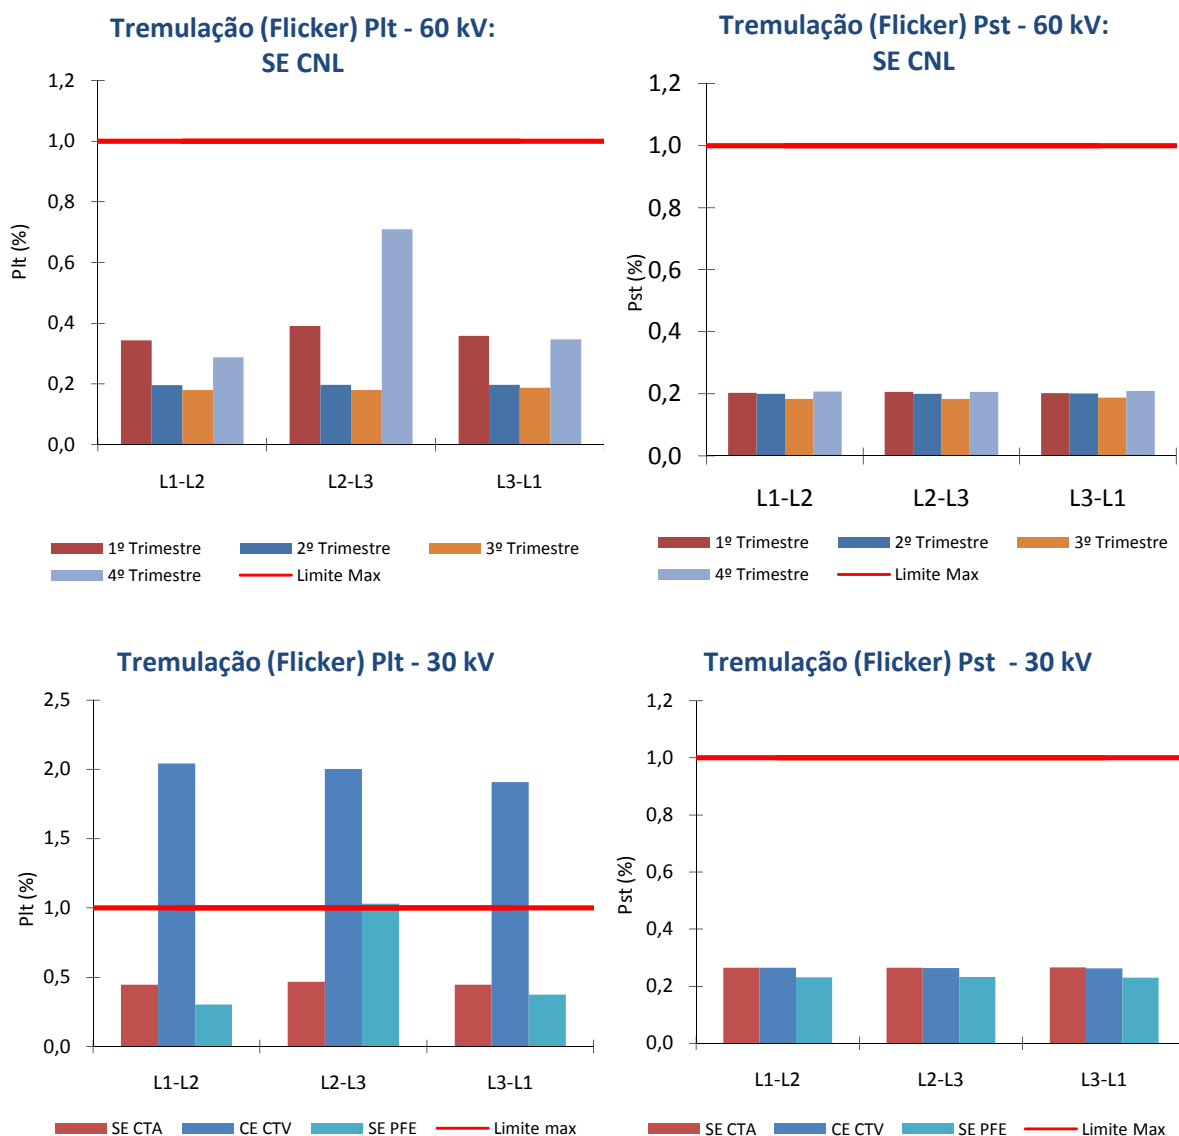 Tremulação (Flicker) Plt - 60 kV:
SE CNL
1,2
1,0
0,8
0,6
0,4
0,2
0,0
Plt (%)
L1-L2
L2-L3
L3-L1
1º Trimestre
2º Trimestre
3º Trimestre
4º Trimestre
Limite Max
Tremulação (Flicker) Pst - 60 kV:
SE CNL
1,2
1,0
0,8
0,6
0,4
0,2
0,0
Pst (%)
L1-L2
L2-L3
L3-L1
1º Trimestre
2º Trimestre
3º Trimestre
4º Trimestre
Limite Max
Tremulação (Flicker) Plt - 30 kV
2,5
2,0
1,5
1,0
0,5
0,0
Plt (%)
L1-L2
L2-L3
L3-L1
SE CTA
CE CTV
SE PFE
Limite max
Tremulação (Flicker) Pst - 30 kV
1,2
1,0
0,8
0,6
0,4
0,2
0,0
Pst (%)
L1-L2
L2-L3
L3-L1
SE CTA
CE CTV
SE PFE
Limite Max